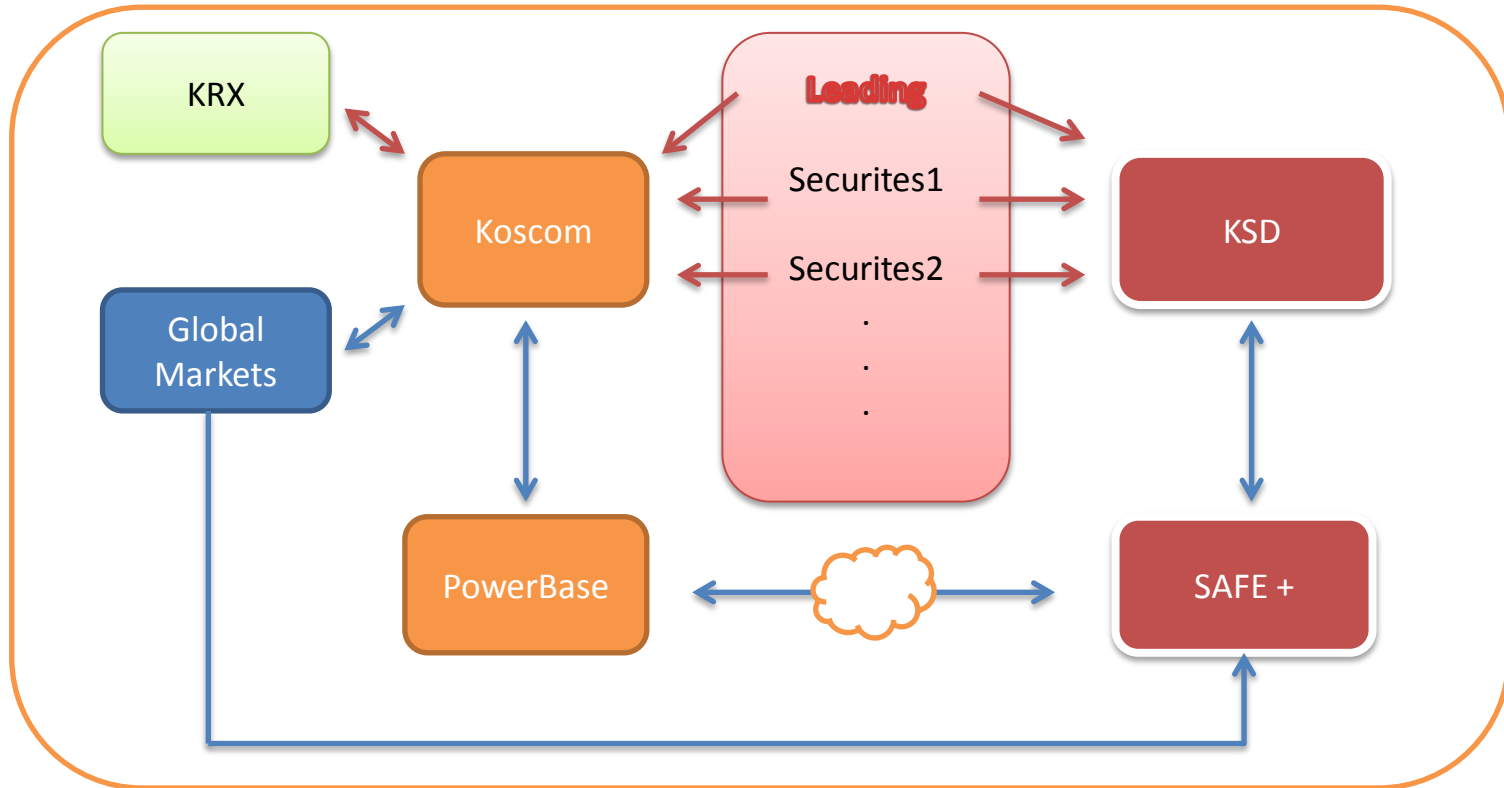 KRX
Leading
Securites1
Koscom
KSD
Securites2
Global
Markets
.
.
.
PowerBase
SAFE +